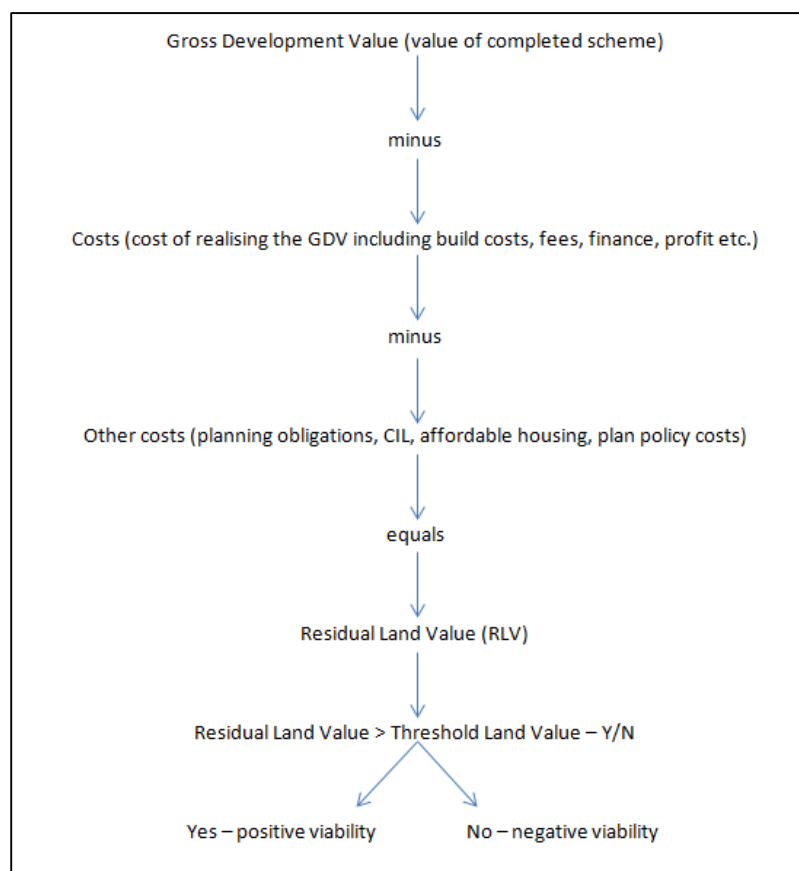 Gross Development Value (value of completed scheme)
minus
Costs (cost of realising the GDV including build costs, fees, finance, profit etc.)
minus
Other costs (planning obligations, CIL, affordable housing, plan policy costs)
equals
Residual Land Value (RLV)
Residual Land Value > Threshold Land Value – Y/N
Yes – positive viability
No – negative viability